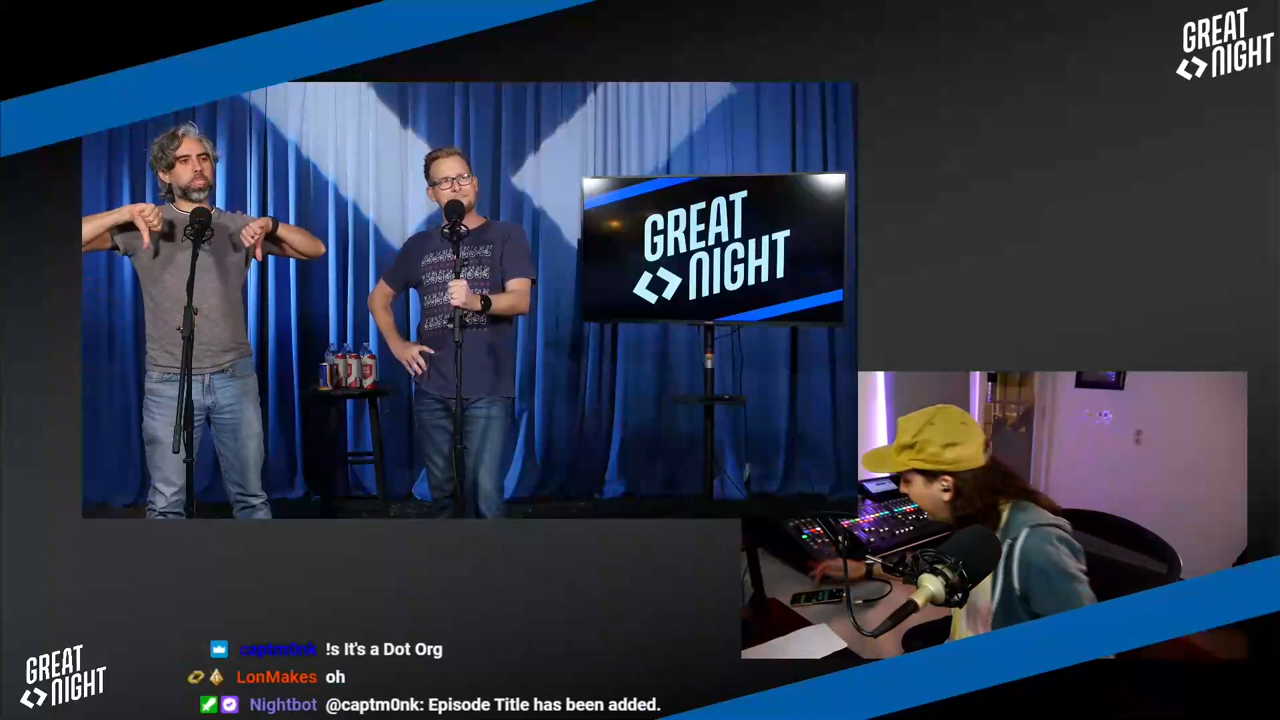 GREAT
NIGHT
GREAT
NIGHT
GREAT
NIGHT
captm0nk !s It's a Dot Org
LonMakes oh
Nightbot @captm0nk: Episode Title has been added.